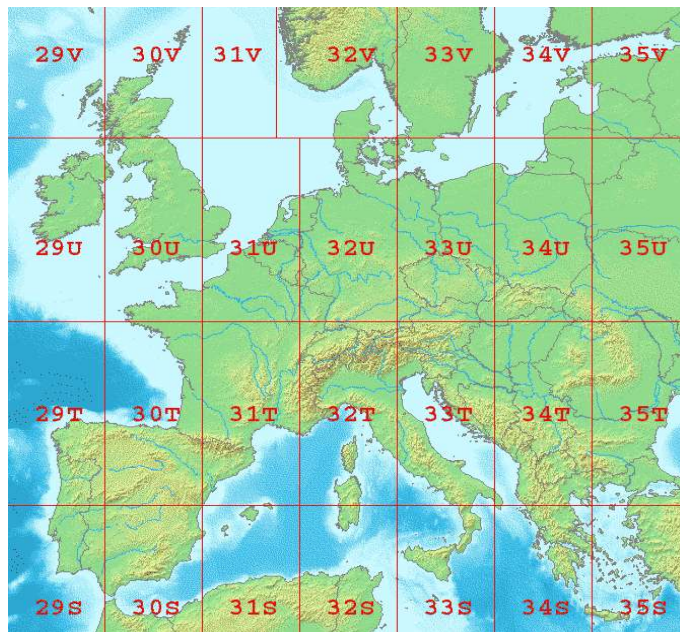 29V 30V 31V 32V 33V 34V 35V
29U 30U 31U 32U 33U 34U 35U
29T 30T 31T 32T 33T 34T 35T
29S 30S 31S 32S 33S 34S 35S